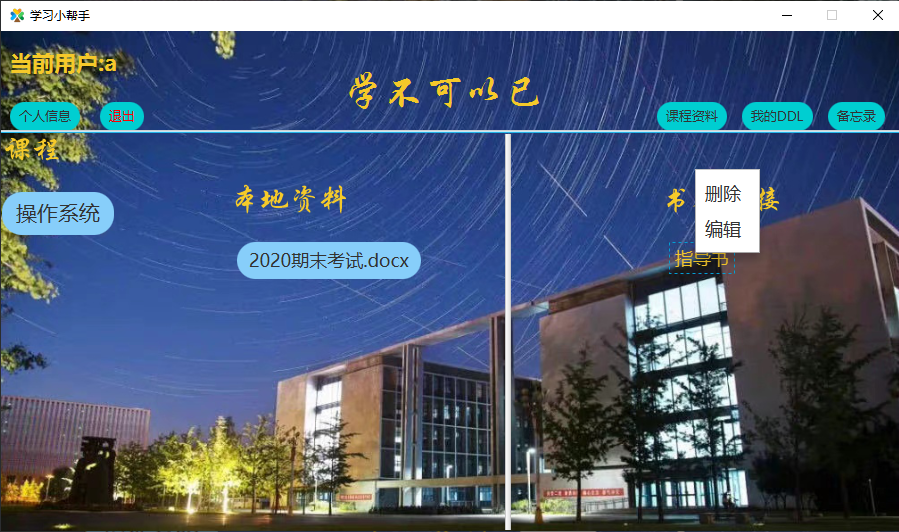 学习小帮手
当前用户:a
学不可以已
个人信息
退出
课程资料
我的DDL
备忘录
课程
本地资料
书
接
删除
编辑
操作系统
2020期末考试.docx
指导书